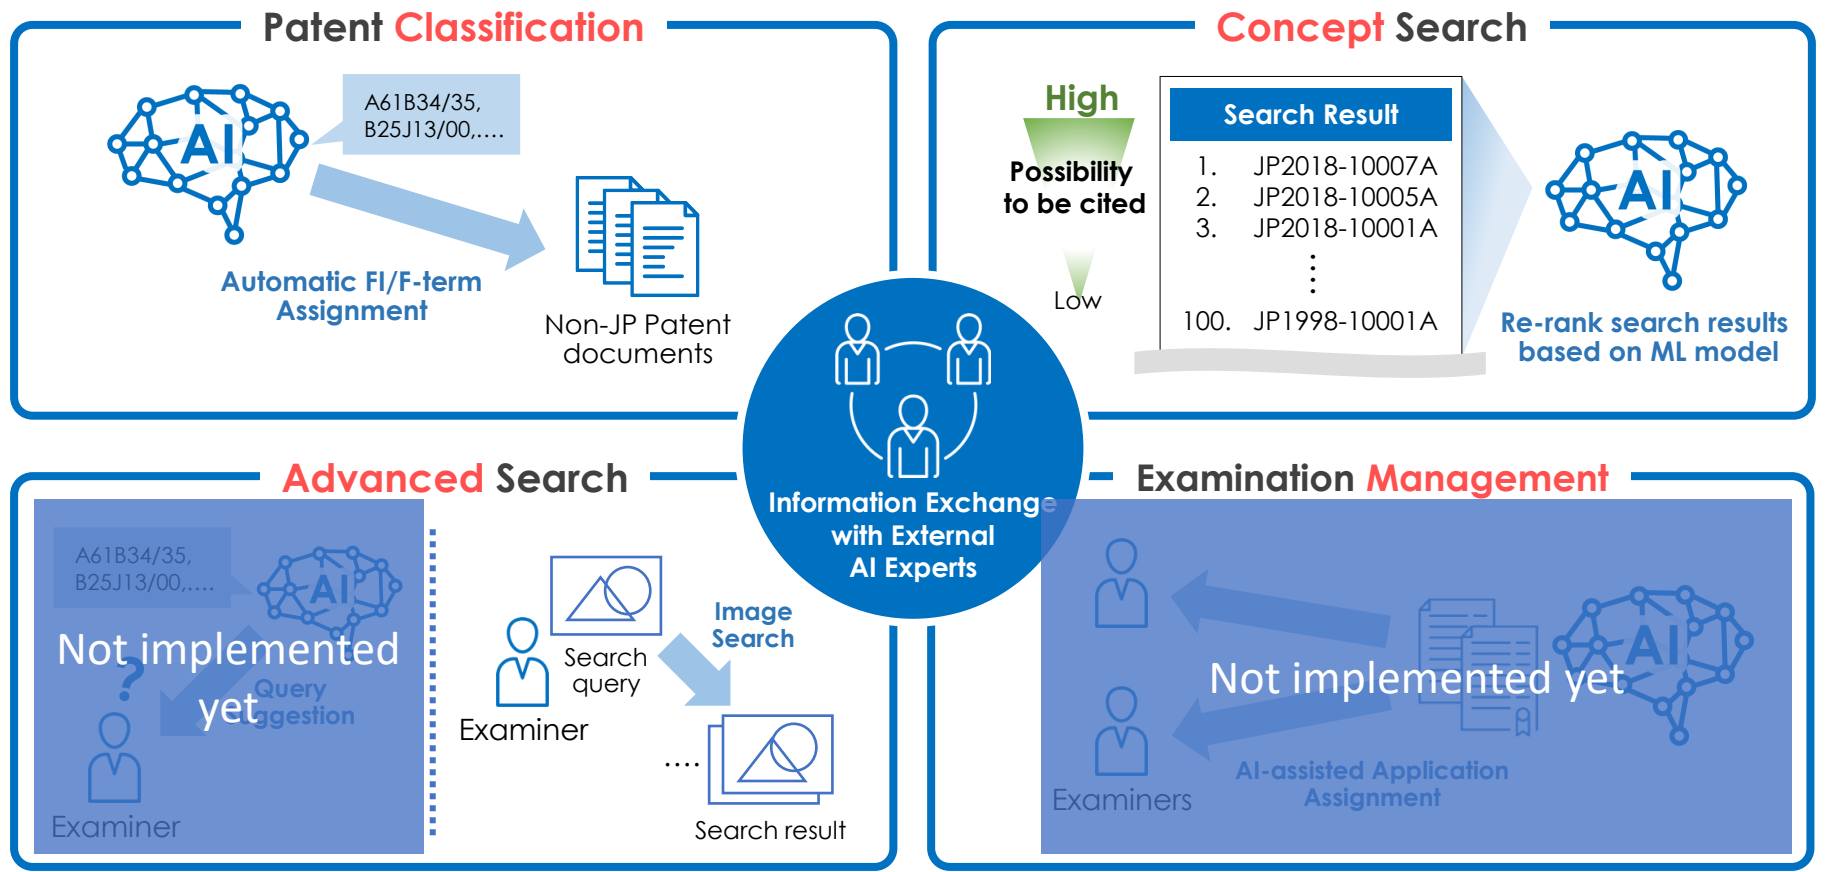 Patent Classification
AI
A61B34/35,
B25J13/00,....
Automatic FI/F-term
Assignment
Non-JP Patent
documents
Concept Search
High
Possibility
to be cited
Low
Search Result
1. JP2018-10007A
2. JP2018-10005A
3. JP2018-10001A
100. JP1998-10001A
AI
Re-rank search results
based on ML model
Information Exchange
with External
AI Experts
Advanced Search
A61B34/35,
B25J13/00,....
AI
Not implemented
yet
?
Query
Suggestion
Examiner
Search
query
Image
Search
Examiner
....
Search result
Examination Management
AI
Not implemented yet
AI-assisted Application
Assignment
Examiners